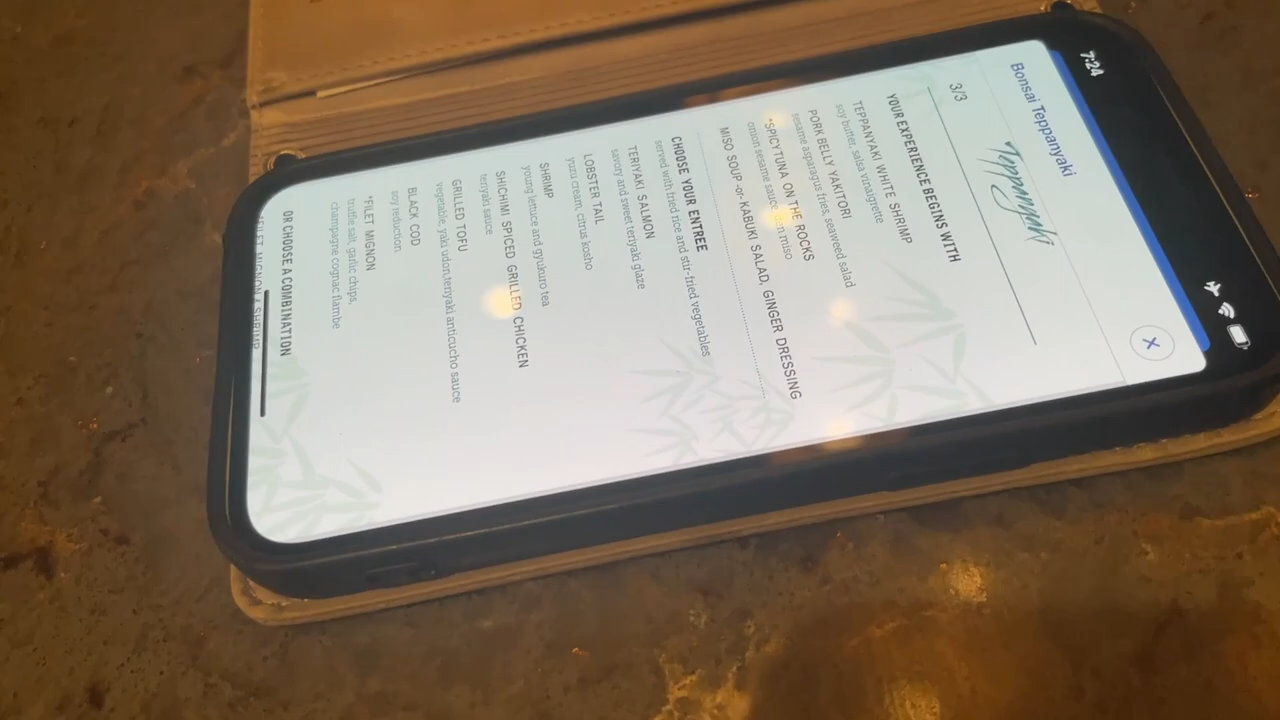 7:24
Bonsai Teppanyaki
X
3/3
Teppanyaki
YOUR EXPERIENCE BEGINS WITH
TEPPANYAKI WHITE SHRIMP
soy butter, salsa vinaigrette
PORK BELLY YAKITORI
sesame asparagus fries, seaweed salad
*SPICY TUNA ON THE ROCKS
onion sesame sauce, miso
MISO SOUP -or- KABUKI SALAD, GINGER DRESSING
CHOOSE YOUR ENTREE
served with fried rice and stir-fried vegetables
TERIYAKI SALMON
savory and sweet teriyaki glaze
LOBSTER TAIL
yuzu cream, citrus kosho
SHRIMP
young lettuce and gyukuro tea
SHICHIMI SPICED GRILLED CHICKEN
teriyaki sauce
GRILLED TOFU
vegetable, yaki udon,teriyaki anticucho sauce
BLACK COD
soy reduction
*FILET MIGNON
truffle salt, garlic chips,
champagne cognac flambe
OR CHOOSE A COMBINATION
*FILET MIGNON & SHRIMP